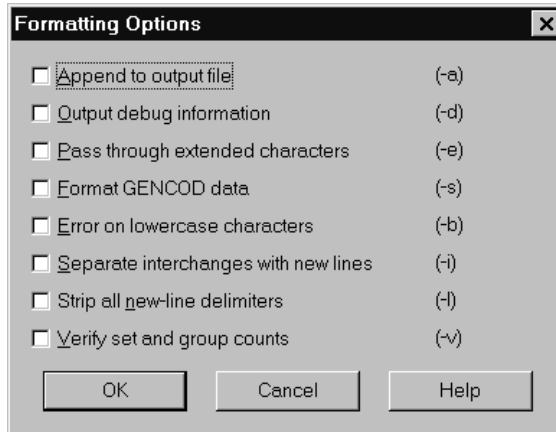 Formatting Options
Append to output file (-a)
Output debug information (-d)
Pass through extended characters (-e)
Format GENCOD data (-s)
Error on lowercase characters (-b)
Separate interchanges with new lines (-i)
Strip all new-line delimiters (-l)
Verify set and group counts (-v)
OK Cancel Help